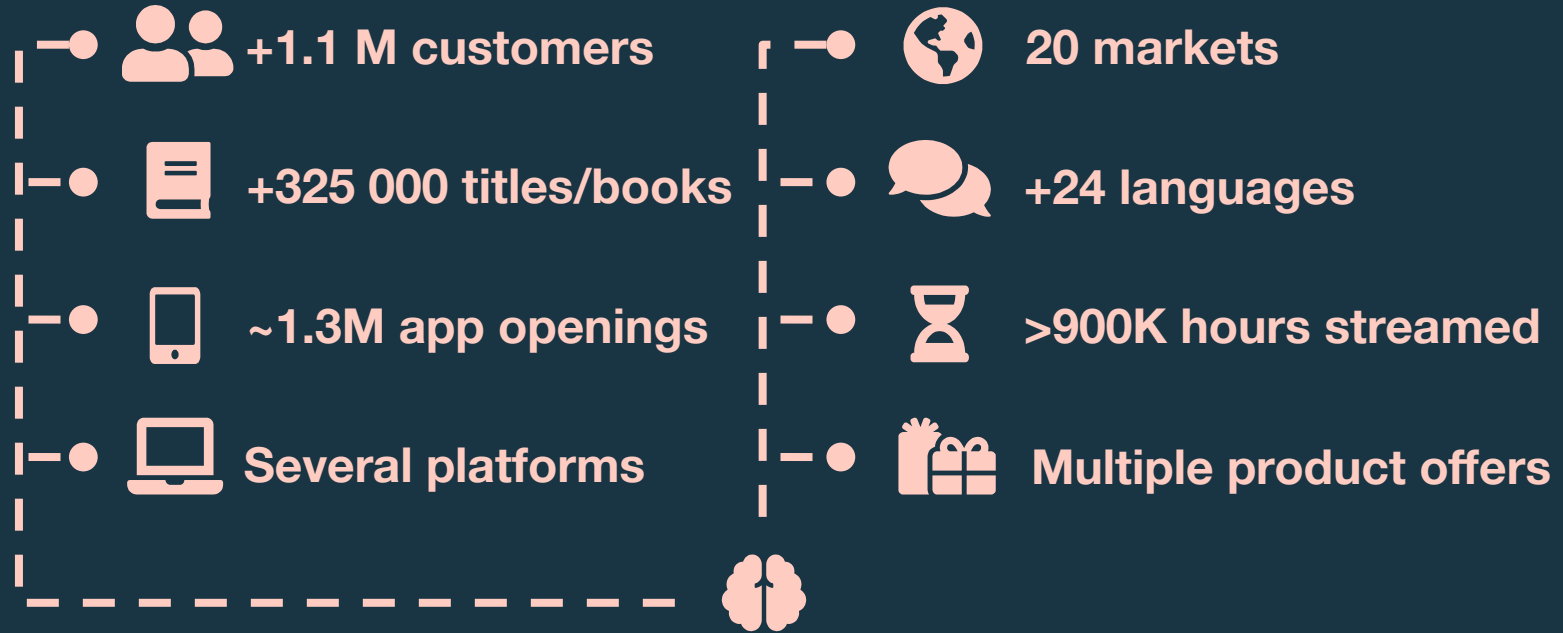 +1.1 M customers
+325 000 titles/books
~1.3M app openings
Several platforms
20 markets
+24 languages
>900K hours streamed
Multiple product offers